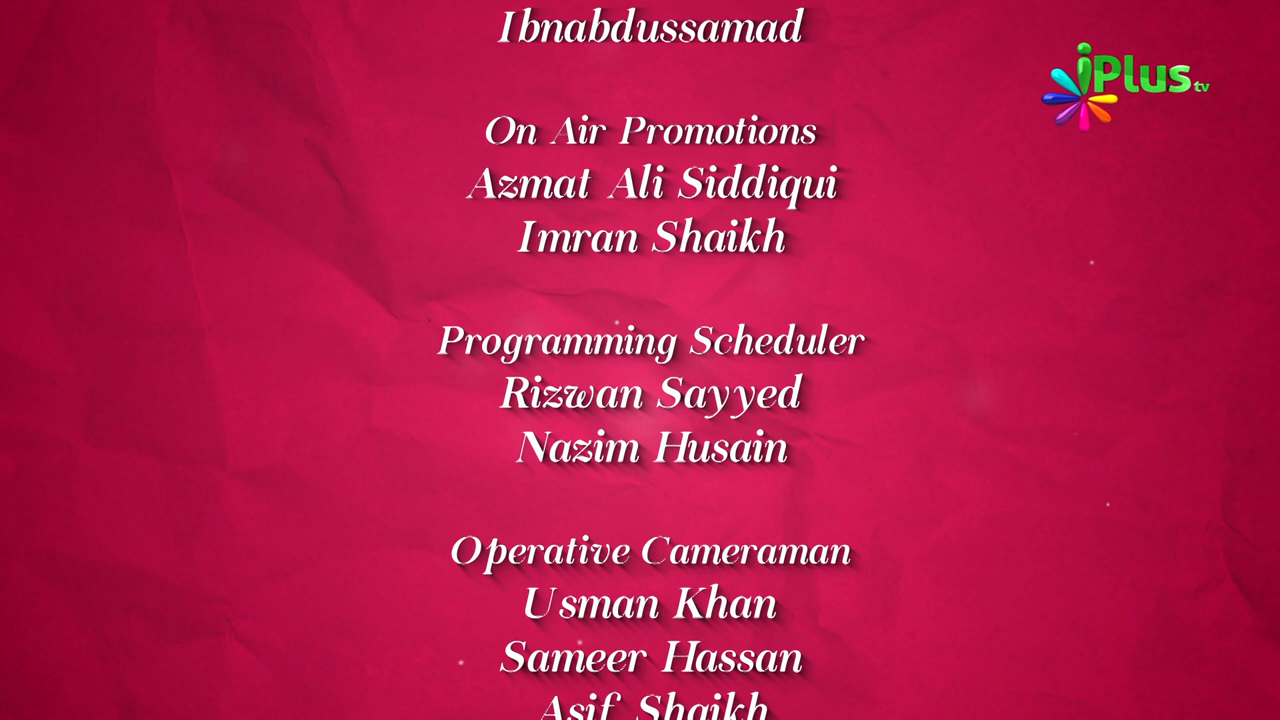 Ibnabdussamad
iPlus tv
On Air Promotions
Azmat Ali Siddiqui
Imran Shaikh
Programming Scheduler
Rizwan Sayyed
Nazim Husain
Operative Cameraman
Usman Khan
Sameer Hassan
Asif Shaikh